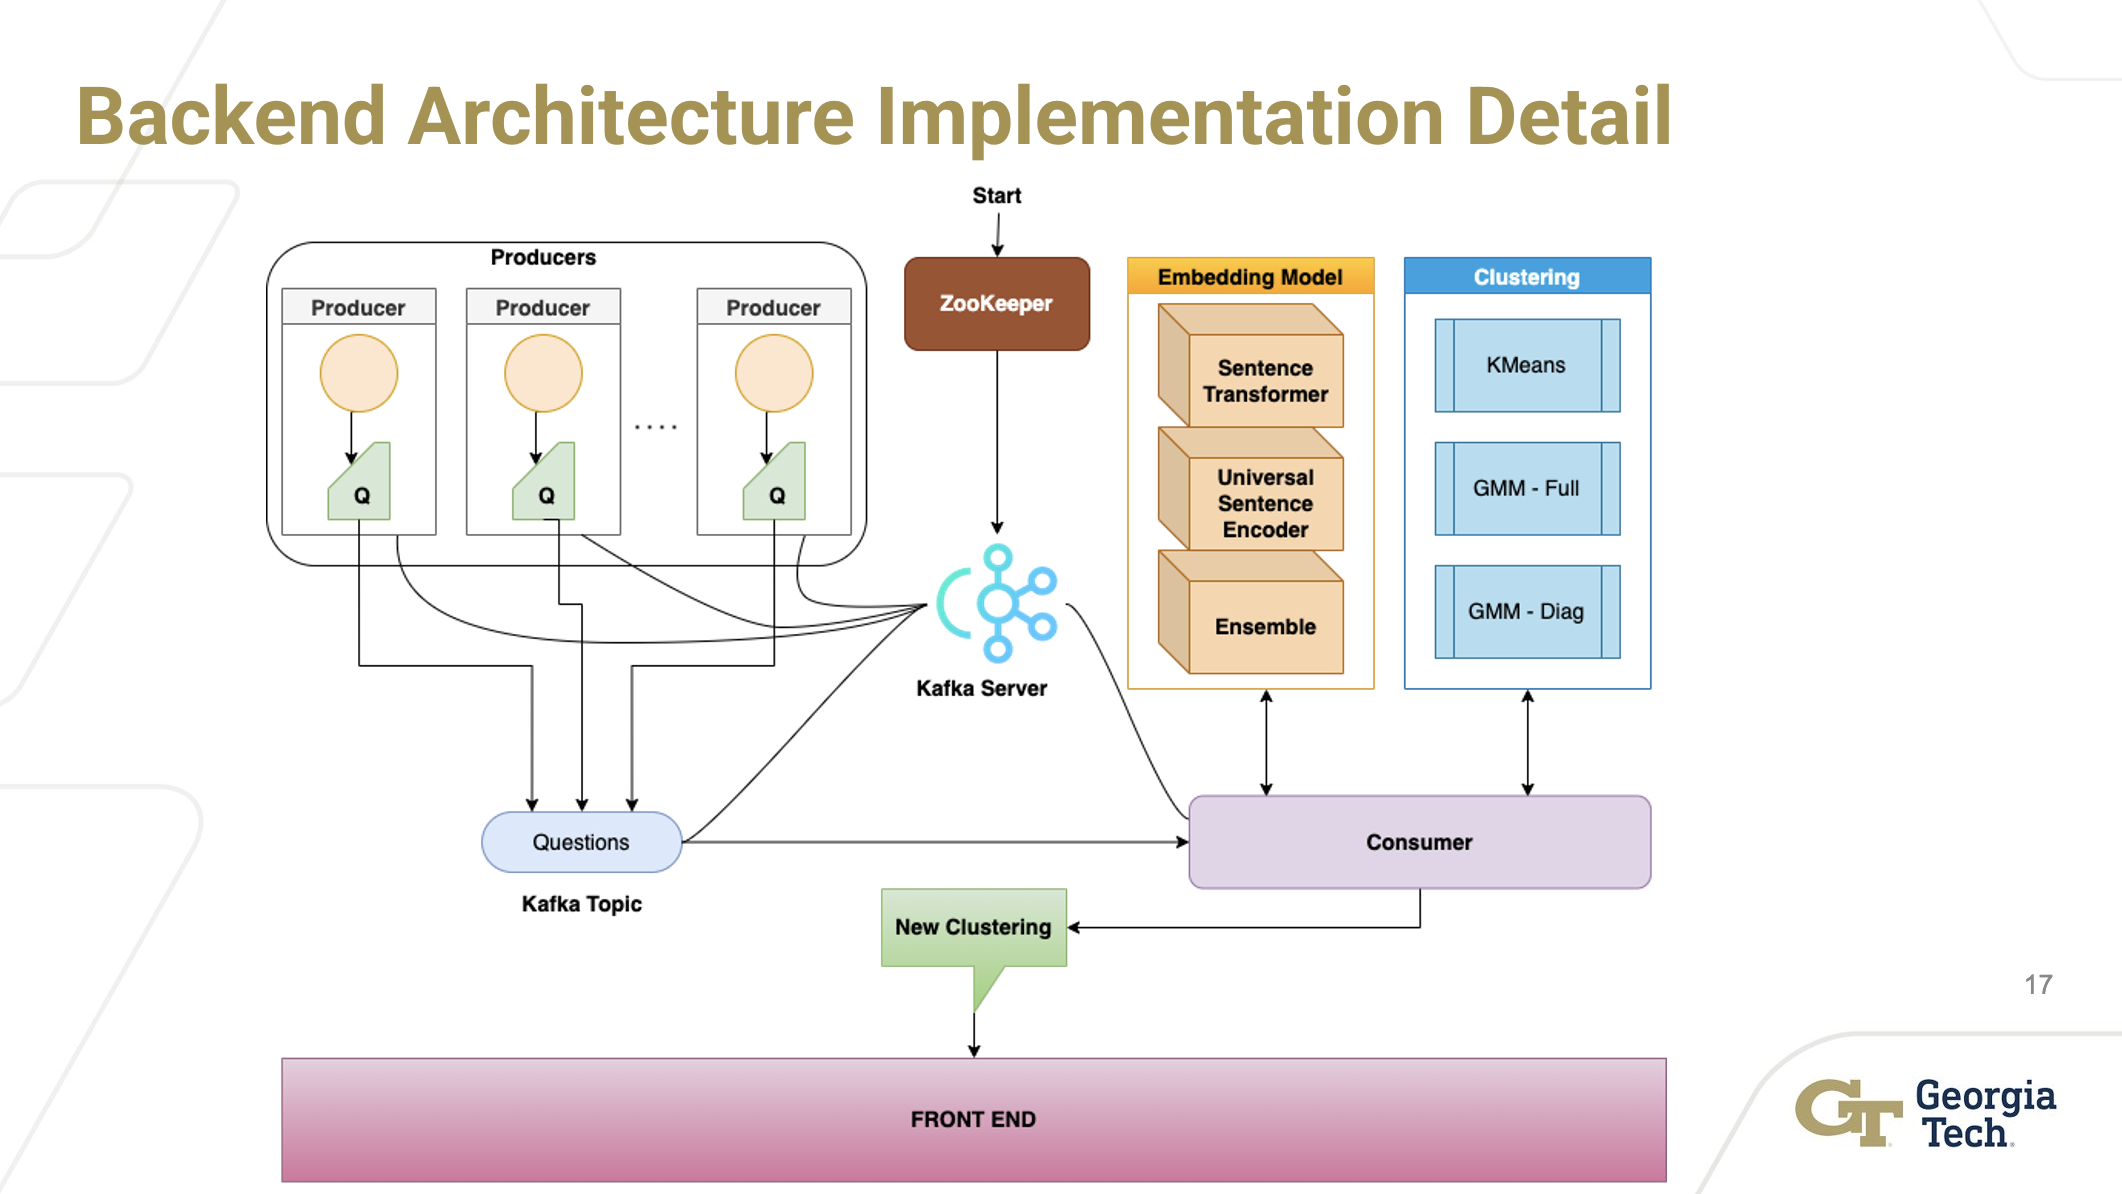 Backend Architecture Implementation Detail
Start
Producers
Producer
Producer
Producer
Q
Q
....
Q
ZooKeeper
Kafka Server
Embedding Model
Sentence
Transformer
Universal
Sentence
Encoder
Ensemble
Clustering
KMeans
GMM - Full
GMM - Diag
Questions
Kafka Topic
Consumer
New Clustering
FRONT END
17
GT
Georgia
Tech